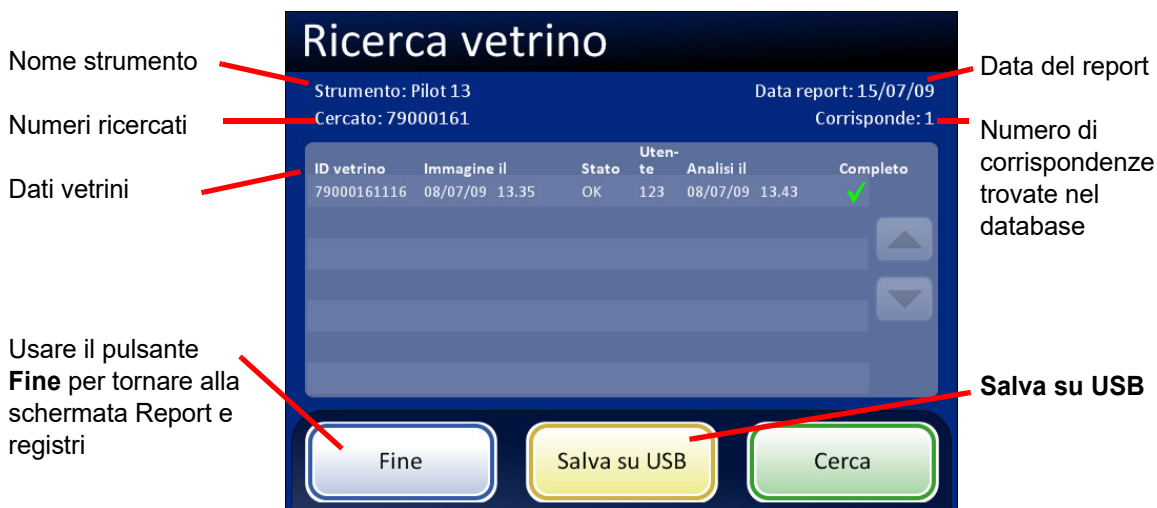 Ricerca vetrino
Nome strumento
Numeri ricercati
Dati vetrini
Usare il pulsante
Fine per tornare alla
schermata Report e
registri
Strumento: Pilot 13
Data report: 15/07/09
Cercato: 79000161
Corrisponde: 1
ID vetrino Immagine il Stato Uten-
te Analisi il Completo
79000161116 08/07/09 13.35 OK 123 08/07/09 13.43
Fine
Salva su USB
Cerca
Data del report
Numero di
corrispondenze
trovate nel
database
Salva su USB